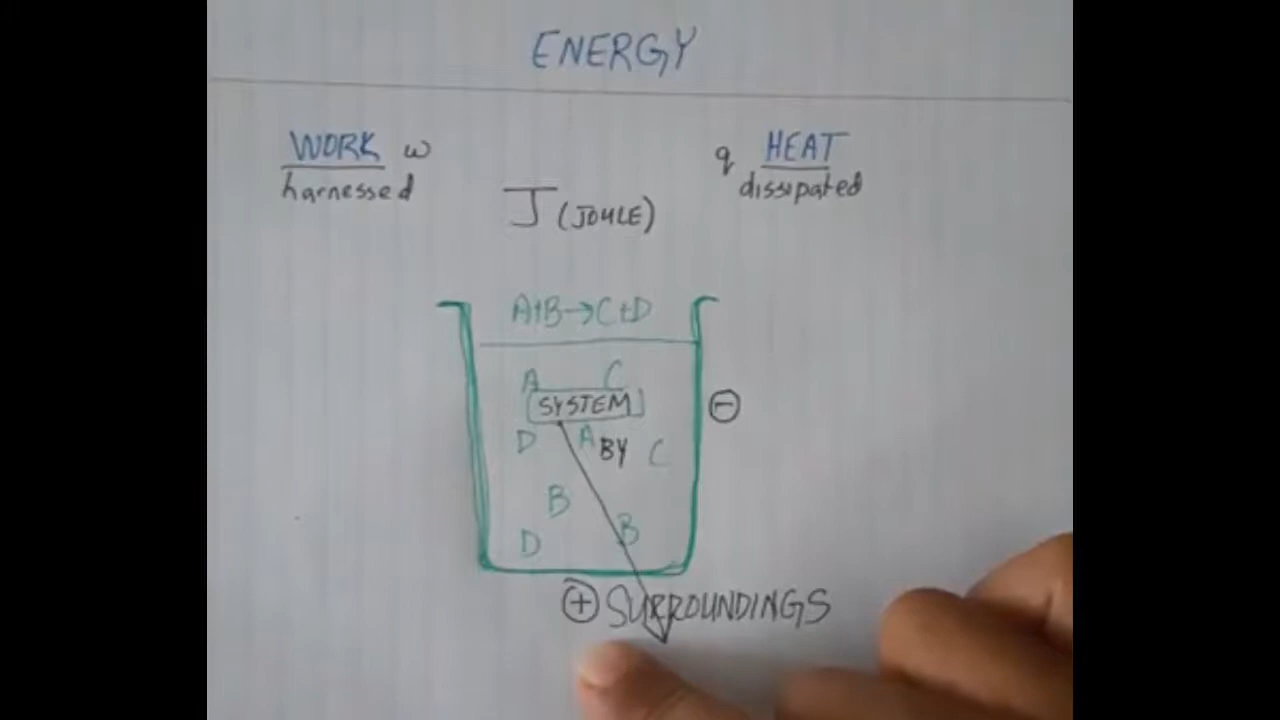 ENERGY
WORK w
harnessed
q HEAT
dissipated
J (JOULE)
A+B→C+D
A C
SYSTEM
⊖
D A BY C
B
B
D
⊕ SURROUNDINGS